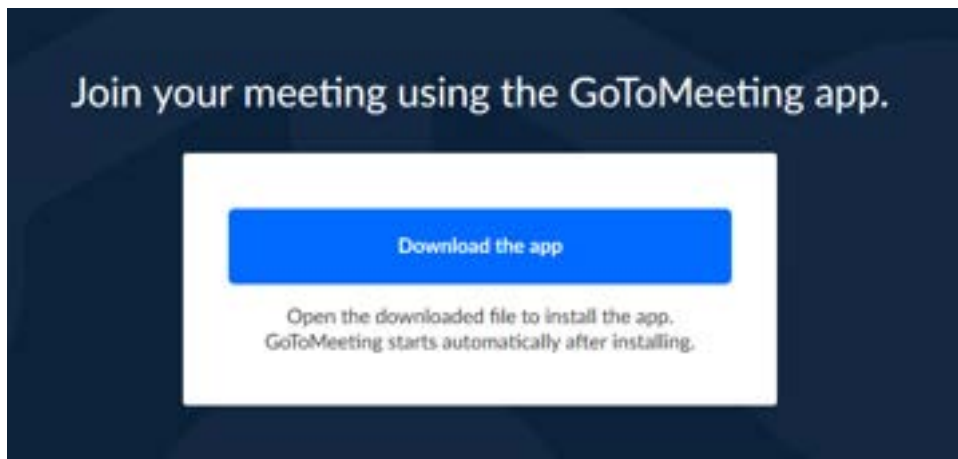 Join your meeting using the GoToMeeting app.
Download the app
Open the downloaded file to install the app.
GoToMeeting starts automatically after installing.